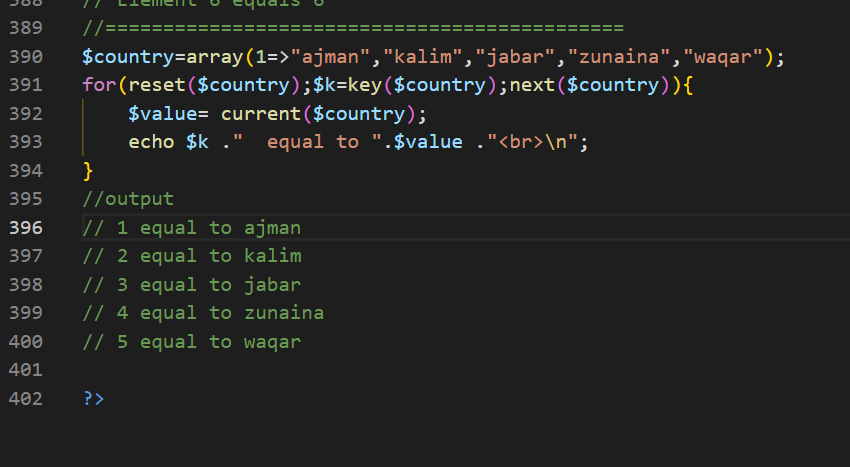 388 // Element 6 equals 6
389 //=============================================
390 $country=array(1=>"ajman","kalim","jabar","zunaina","waqar");
391 for(reset($country);$k=key($country);next($country)){
392 $value= current($country);
393 echo $k ."  equal to ".$value ."<br>\n";
394 }
395 //output
396 // 1 equal to ajman
397 // 2 equal to kalim
398 // 3 equal to jabar
399 // 4 equal to zunaina
400 // 5 equal to waqar
401
402 ?>